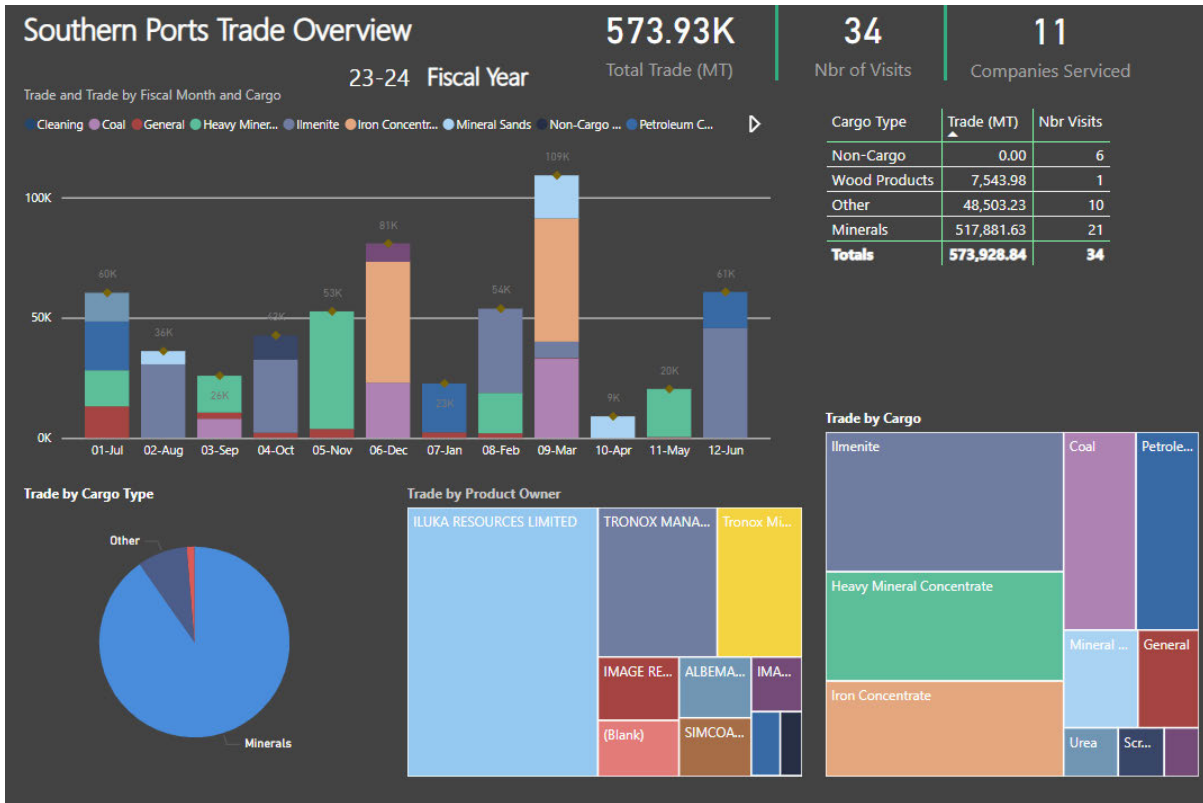 Southern Ports Trade Overview
573.93K
Total Trade (MT)
34
Nbr of Visits
11
Companies Serviced
23-24 Fiscal Year
Trade and Trade by Fiscal Month and Cargo
Cleaning Coal General Heavy Miner... Ilmenite Iron Concentr... Mineral Sands Non-Cargo ... Petroleum C...
100K
50K
0K
60K
36K
26K
53K
81K
23K
54K
109K
9K
20K
61K
01-Jul 02-Aug 03-Sep 04-Oct 05-Nov 06-Dec 07-Jan 08-Feb 09-Mar 10-Apr 11-May 12-Jun
Cargo Type Trade (MT) Nbr Visits
Non-Cargo 0.00 6
Wood Products 7,543.98 1
Other 48,503.23 10
Minerals 517,881.63 21
Totals 573,928.84 34
Trade by Cargo Type
Other
Minerals
Trade by Product Owner
ILUKA RESOURCES LIMITED
TRONOX MANA...
Tronox Mi...
IMAGE RE...
ALBEMA...
IMA...
(Blank)
SIMCOA...
Trade by Cargo
Ilmenite
Coal
Petrole...
Heavy Mineral Concentrate
Mineral ...
General
Iron Concentrate
Urea
Scr...